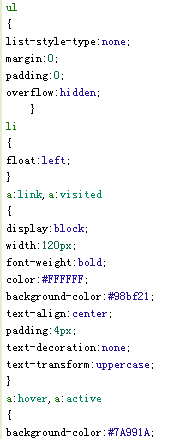 ul
{
list-style-type:none;
margin:0;
padding:0;
overflow:hidden;
}
li
{
float:left;
}
a:link,a:visited
{
display:block;
width:120px;
font-weight:bold;
color:#FFFFFF;
background-color:#98bf21;
text-align:center;
padding:4px;
text-decoration:none;
text-transform:uppercase;
}
a:hover,a:active
{
background-color:#7A991A;